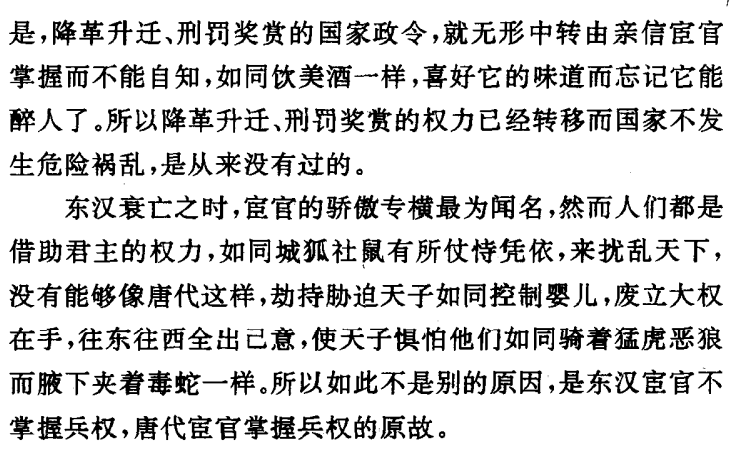 是，降革升迁、刑罚奖赏的国家政令，就无形中转由亲信宦官
掌握而不能自知，如同饮美酒一样，喜好它的味道而忘记它能
醉人了。所以降革升迁、刑罚奖赏的权力已经转移而国家不发
生危险祸乱，是从来没有过的。
东汉衰亡之时，宦官的骄傲专横最为闻名，然而人们都是
借助君主的权力，如同城狐社鼠有所仗恃凭依，来扰乱天下，
没有能够像唐代这样，劫持胁迫天子如同控制婴儿，废立大权
在手，往东往西全出己意，使天子惧怕他们如同骑着猛虎恶狼
而腋下夹着毒蛇一样。所以如此不是别的原因，是东汉宦官不
掌握兵权，唐代宦官掌握兵权的原故。